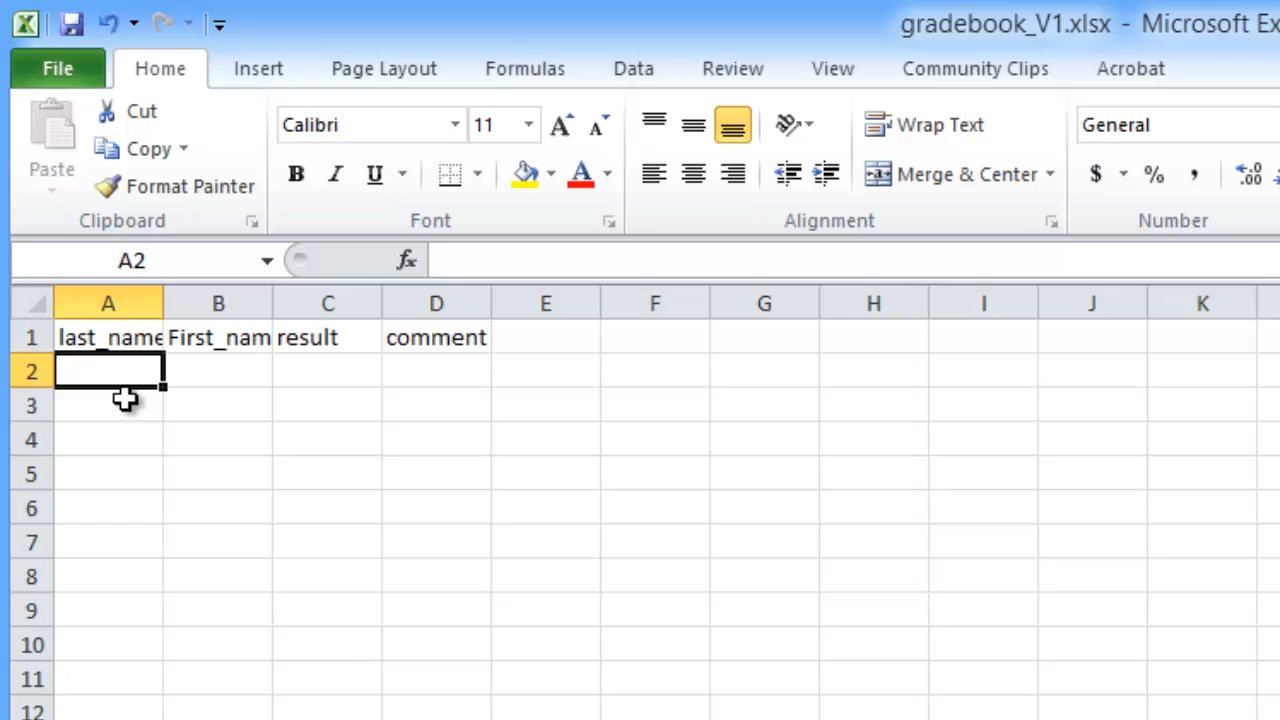 gradebook_V1.xlsx - Microsoft Ex
File Home Insert Page Layout Formulas Data Review View Community Clips Acrobat
Paste
Cut
Copy
Format Painter
Clipboard
Calibri 11
A A
B I U A
Font
Wrap Text
Merge & Center
Alignment
General
$ % , .00
Number
A2 fx
A B C D E F G H I J K
1 last_name First_nam result comment
2
3
4
5
6
7
8
9
10
11
12